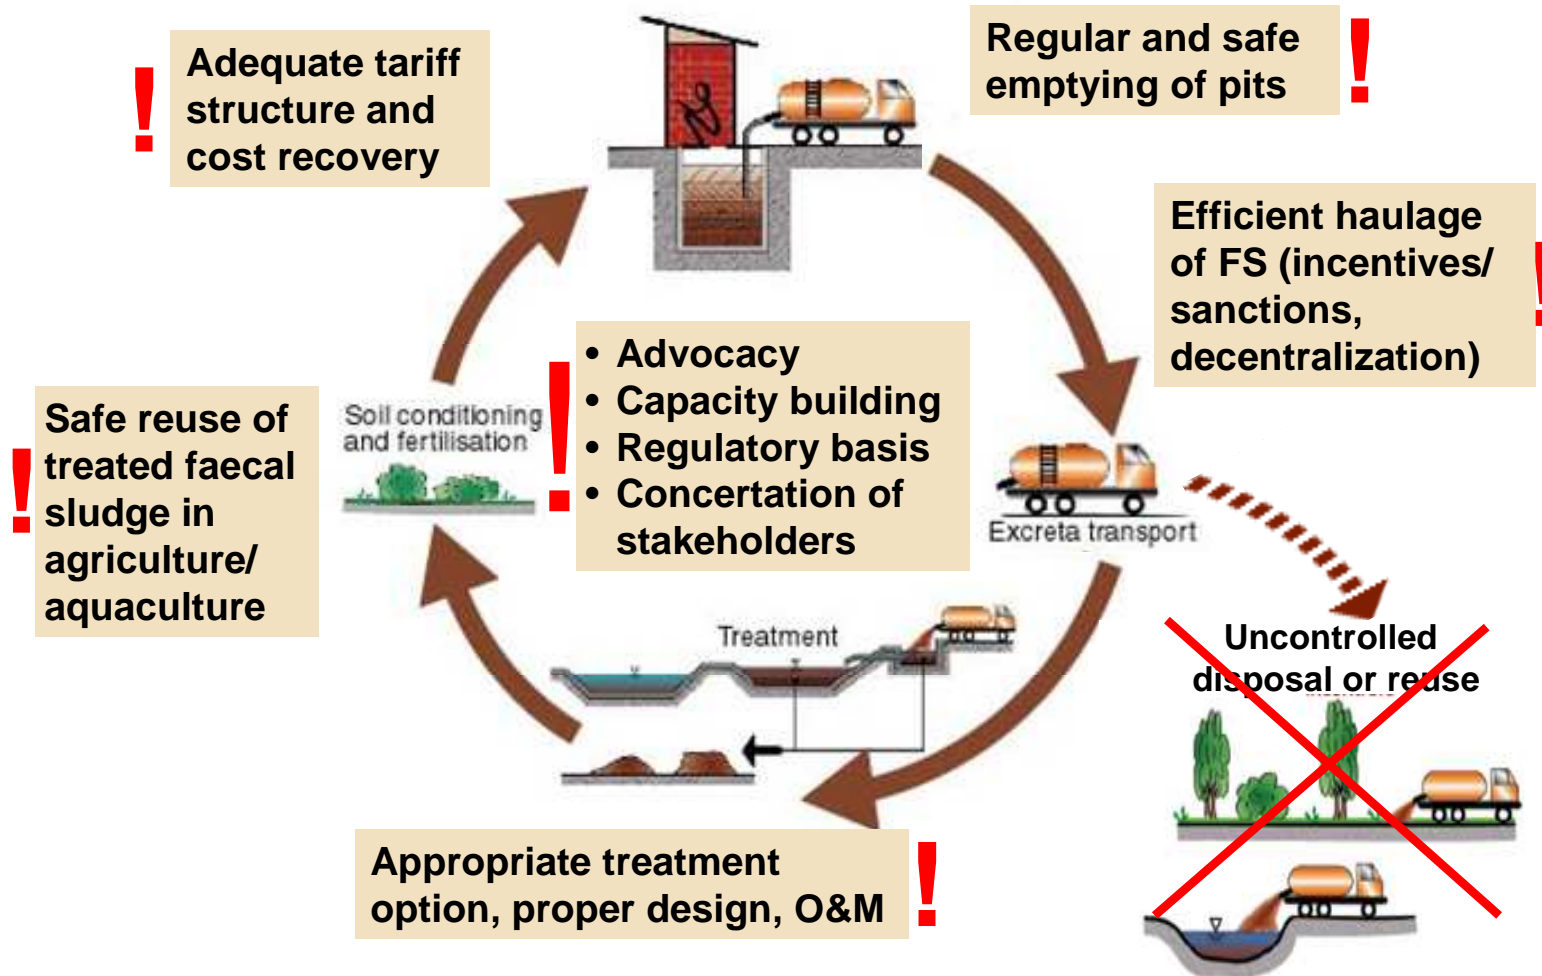 !
Adequate tariff
structure and
cost recovery
Regular and safe
emptying of pits
!
Efficient haulage
of FS (incentives/
sanctions,
decentralization)
!
! • Advocacy
• Capacity building
• Regulatory basis
• Concertation of
stakeholders
!
Safe reuse of
treated faecal
sludge in
agriculture/
aquaculture
Soil conditioning
and fertilisation
Excreta transport
Treatment
Uncontrolled
disposal or reuse
Appropriate treatment
option, proper design, O&M
!